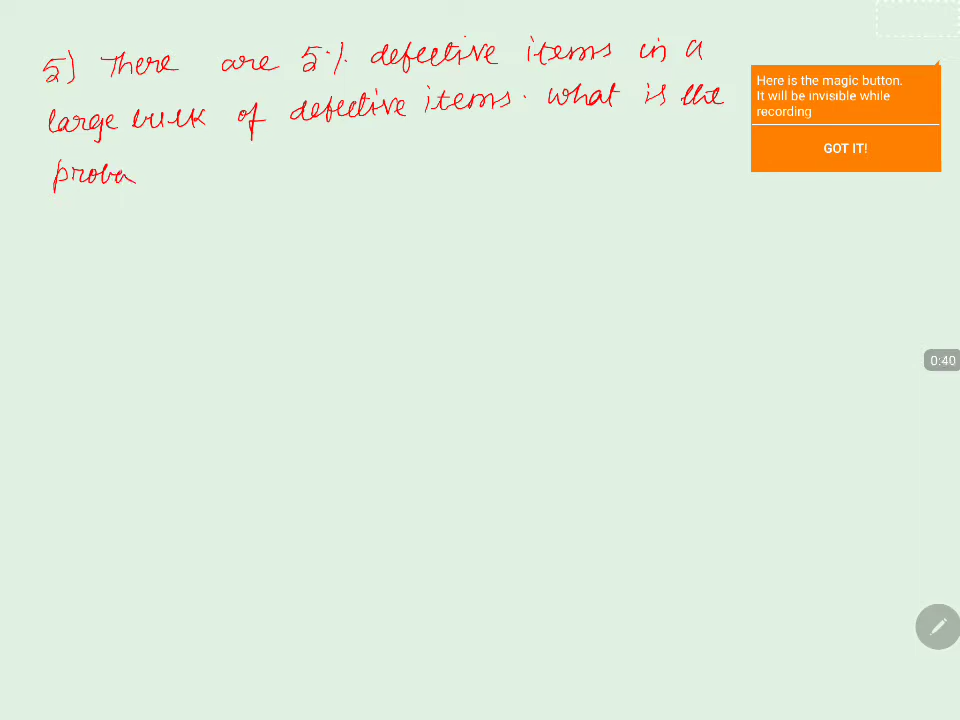 5) There are 5% defective items in a
large bulk of defective items. What is the
proba
Here is the magic button.
It will be invisible while
recording
GOT IT!
0:40